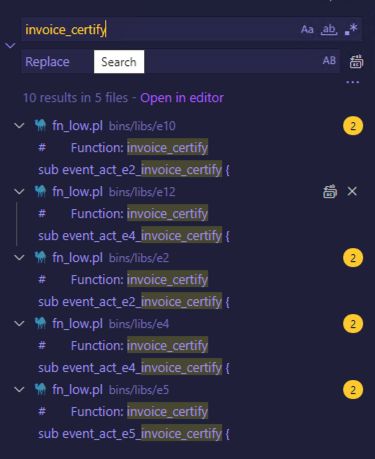 invoice_certify
Aa ab .*
Replace
Search
AB
10 results in 5 files - Open in editor
fn_low.pl bins/libs/e10 2
# Function: invoice_certify
sub event_act_e2_invoice_certify {
fn_low.pl bins/libs/e12
# Function: invoice_certify
sub event_act_e4_invoice_certify {
fn_low.pl bins/libs/e2 2
# Function: invoice_certify
sub event_act_e2_invoice_certify {
fn_low.pl bins/libs/e4 2
# Function: invoice_certify
sub event_act_e4_invoice_certify {
fn_low.pl bins/libs/e5 2
# Function: invoice_certify
sub event_act_e5_invoice_certify {